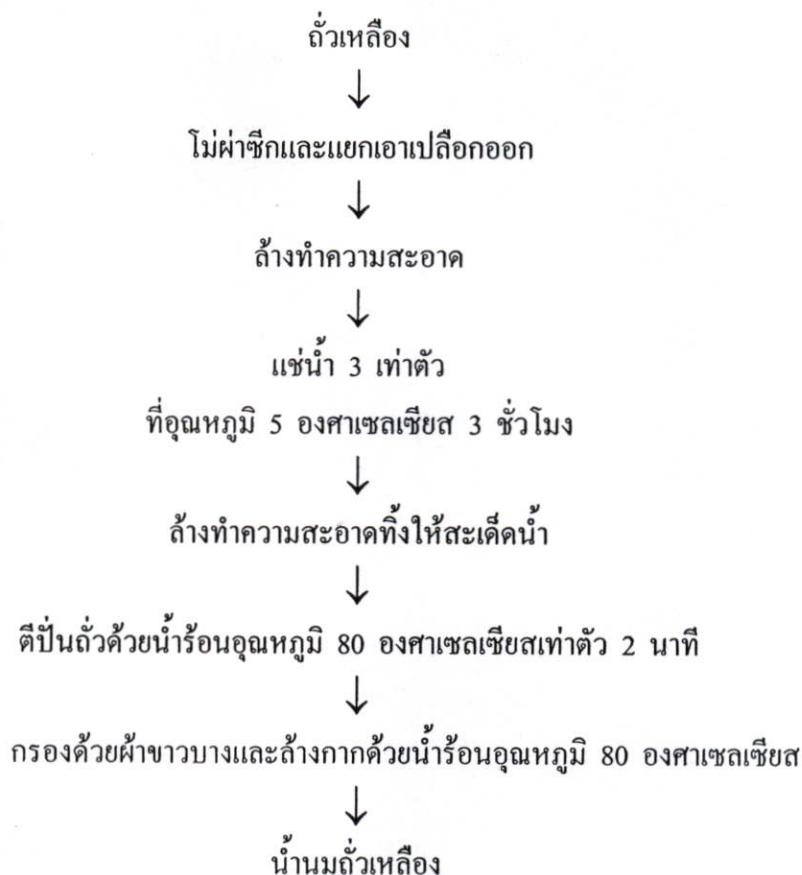 ถั่วเหลือง
↓
โม่ผ่าซีกและแยกเอาเปลือกออก
↓
ล้างทำความสะอาด
↓
แช่น้ำ 3 เท่าตัว
ที่อุณหภูมิ 5 องศาเซลเซียส 3 ชั่วโมง
↓
ล้างทำความสะอาดทิ้งให้สะเด็ดน้ำ
↓
ตีปั่นถั่วด้วยน้ำร้อนอุณหภูมิ 80 องศาเซลเซียสเท่าตัว 2 นาที
↓
กรองด้วยผ้าขาวบางและล้างกากด้วยน้ำร้อนอุณหภูมิ 80 องศาเซลเซียส
↓
น้ำนมถั่วเหลือง